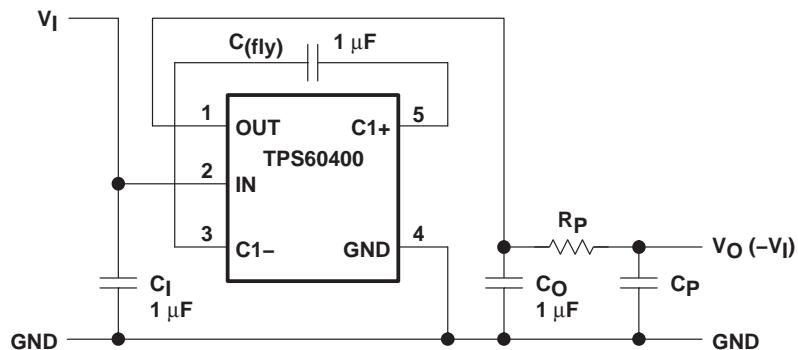 VI
C(fly) 1 μF
1 OUT C1+ 5
TPS60400
2 IN
3 C1− GND 4
RP
VO (−VI)
CI
1 μF
CO
1 μF
CP
GND GND